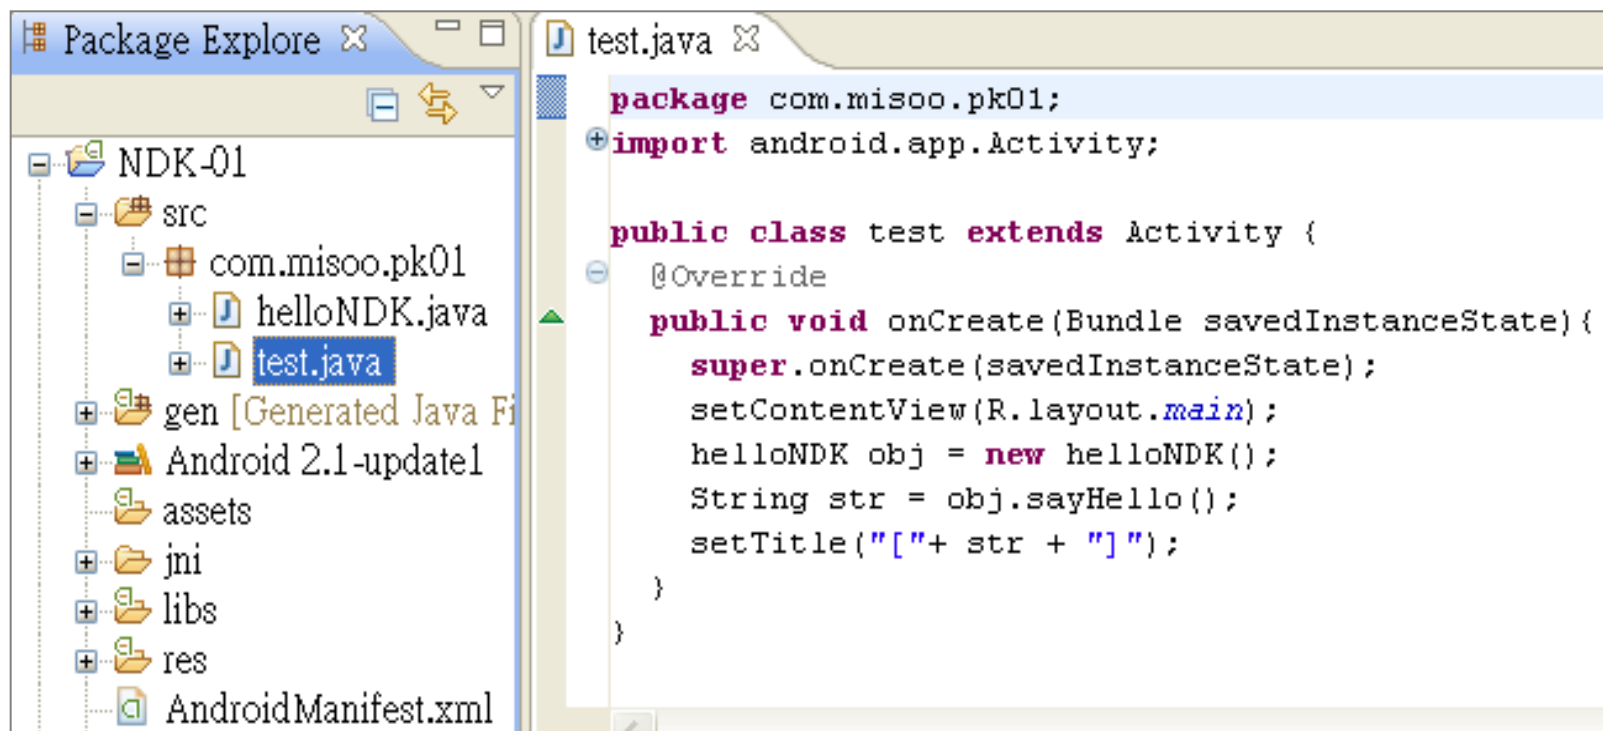 Package Explore
NDK-01
src
com.misoo.pk01
helloNDK.java
test.java
gen [Generated Java Fi
Android 2.1-update1
assets
jni
libs
res
AndroidManifest.xml
test.java
package com.misoo.pk01;
import android.app.Activity;
public class test extends Activity {
@Override
public void onCreate(Bundle savedInstanceState){
super.onCreate(savedInstanceState);
setContentView(R.layout.main);
helloNDK obj = new helloNDK();
String str = obj.sayHello();
setTitle("["+ str + "]");
}
}